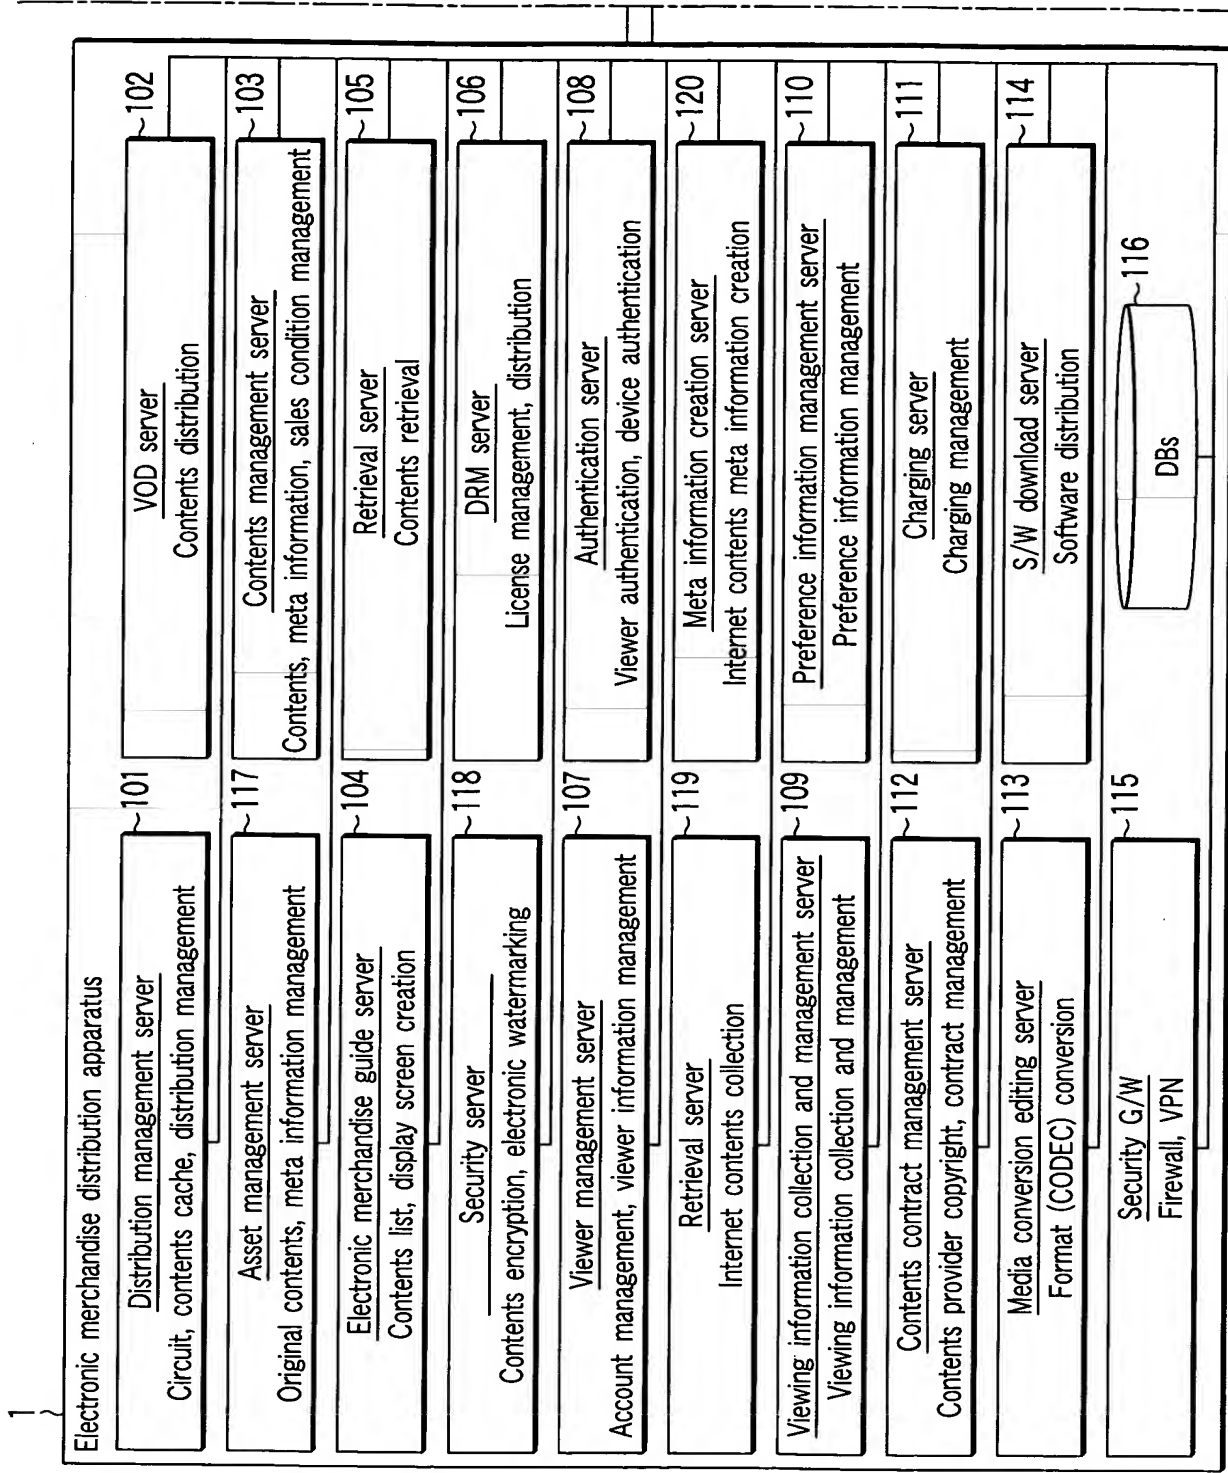 1
Electronic merchandise distribution apparatus
101
Distribution management server
Circuit, contents cache, distribution management
102
VOD server
Contents distribution
117
Asset management server
Original contents, meta information management
103
Contents management server
Contents, meta information, sales condition management
104
Electronic merchandise guide server
Contents list, display screen creation
105
Retrieval server
Contents retrieval
118
Security server
Contents encryption, electronic watermarking
106
DRM server
License management, distribution
107
Viewer management server
Account management, viewer information management
108
Authentication server
Viewer authentication, device authentication
119
Retrieval server
Internet contents collection
120
Meta information creation server
Internet contents meta information creation
109
Viewing information collection and management server
Viewing information collection and management
110
Preference information management server
Preference information management
112
Contents contract management server
Contents provider copyright, contract management
111
Charging server
Charging management
113
Media conversion editing server
Format (CODEC) conversion
114
S/W download server
Software distribution
115
Security G/W
Firewall, VPN
116
DBs